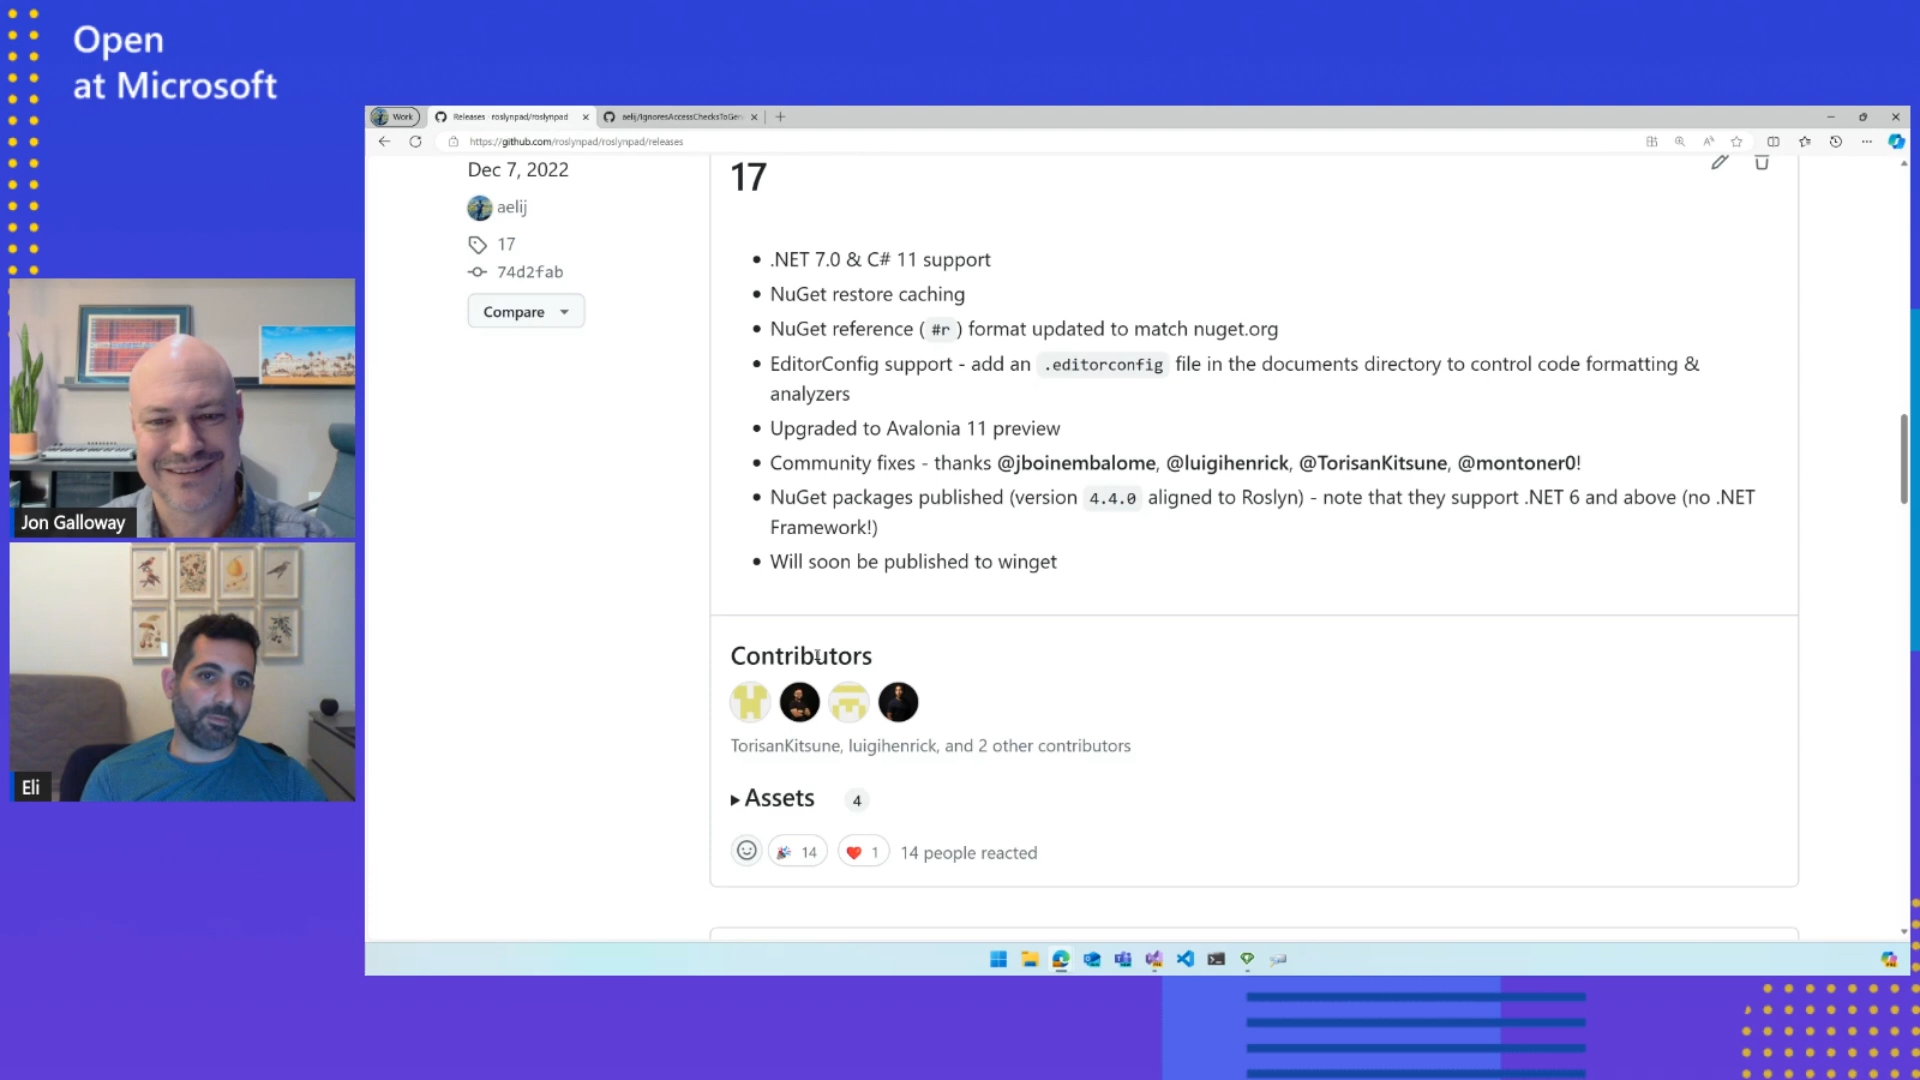 Open
at Microsoft
Work
Releases · roslynpad/roslynpad
aelij/IgnoresAccessChecksToGen
https://github.com/roslynpad/roslynpad/releases
Dec 7, 2022
aelij
17
74d2fab
Compare
17
.NET 7.0 & C# 11 support
NuGet restore caching
NuGet reference ( #r ) format updated to match nuget.org
EditorConfig support - add an .editorconfig file in the documents directory to control code formatting &
analyzers
Upgraded to Avalonia 11 preview
Community fixes - thanks @jboinembalome, @luigihenrick, @TorisanKitsune, @montoner0!
NuGet packages published (version 4.4.0 aligned to Roslyn) - note that they support .NET 6 and above (no .NET
Framework!)
Will soon be published to winget
Contributors
TorisanKitsune, luigihenrick, and 2 other contributors
Assets 4
14 1 14 people reacted
Jon Galloway
Eli